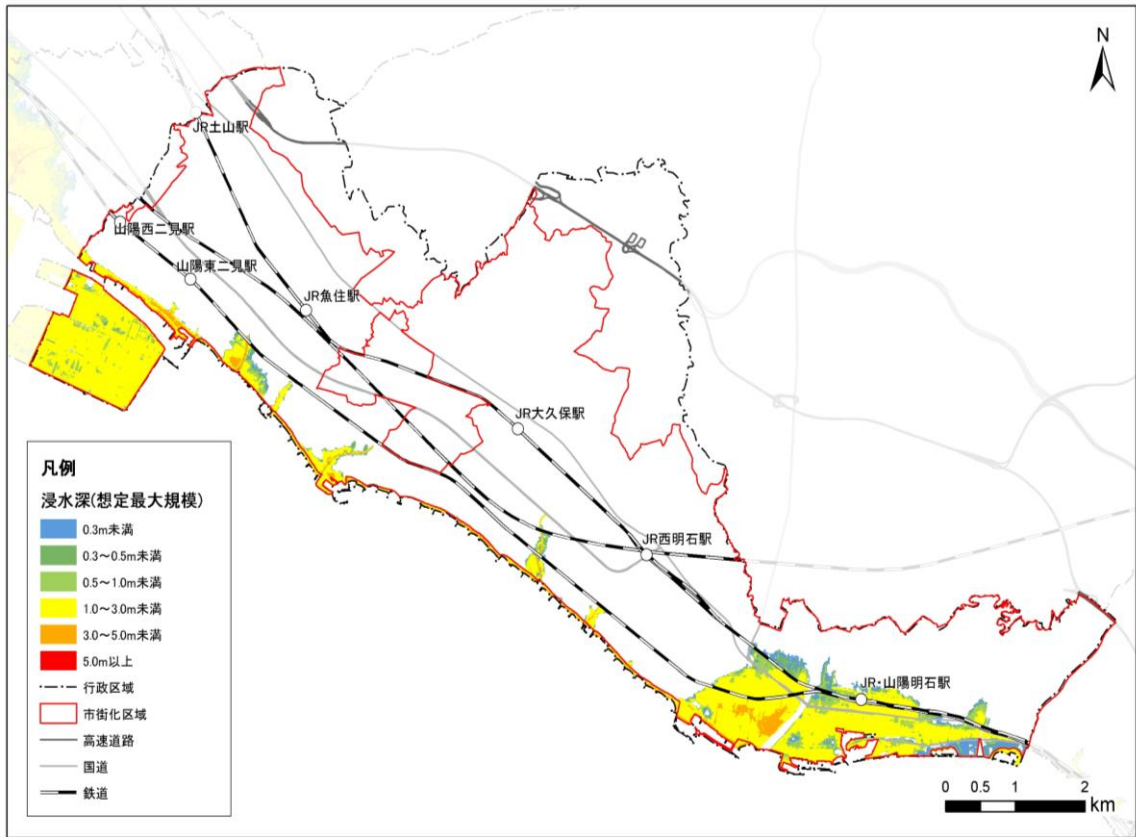 N
JR土山駅
山陽西二見駅
山陽東二見駅
JR魚住駅
JR大久保駅
JR西明石駅
JR・山陽明石駅
凡例
浸水深(想定最大規模)
0.3m未満
0.3～0.5m未満
0.5～1.0m未満
1.0～3.0m未満
3.0～5.0m未満
5.0m以上
行政区域
市街化区域
高速道路
国道
鉄道
0 0.5 1 2
km